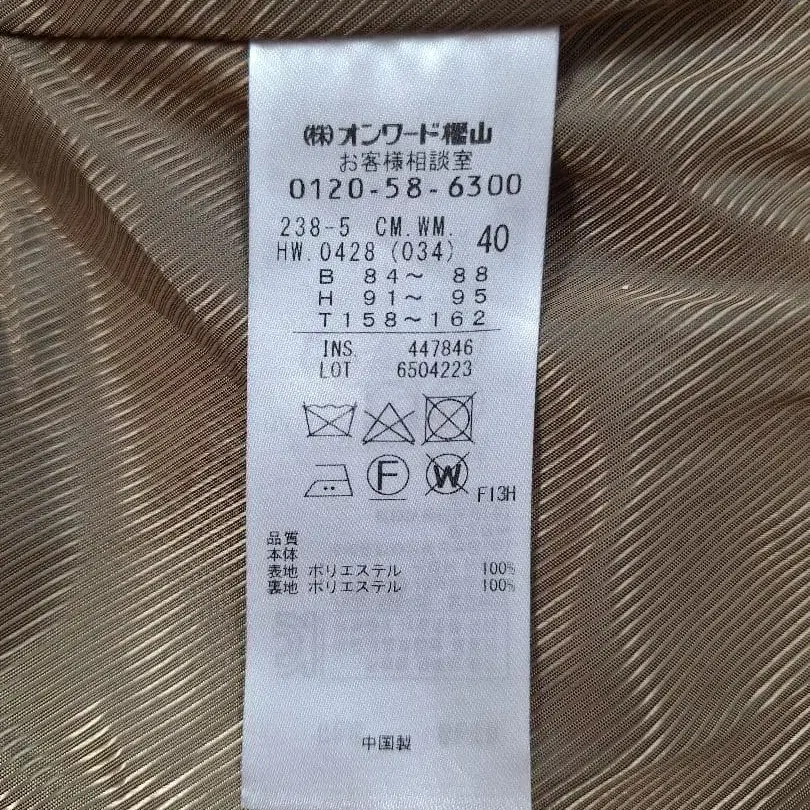 (株)オンワード樫山
お客様相談室
0120-58-6300
238-5 CM.WM.
HW.0428(034) 40
B 84～ 88
H 91～ 95
T158～162
INS. 447846
LOT 6504223
F W F13H
品質
本体
表地 ポリエステル 100%
裏地 ポリエステル 100%
中国製